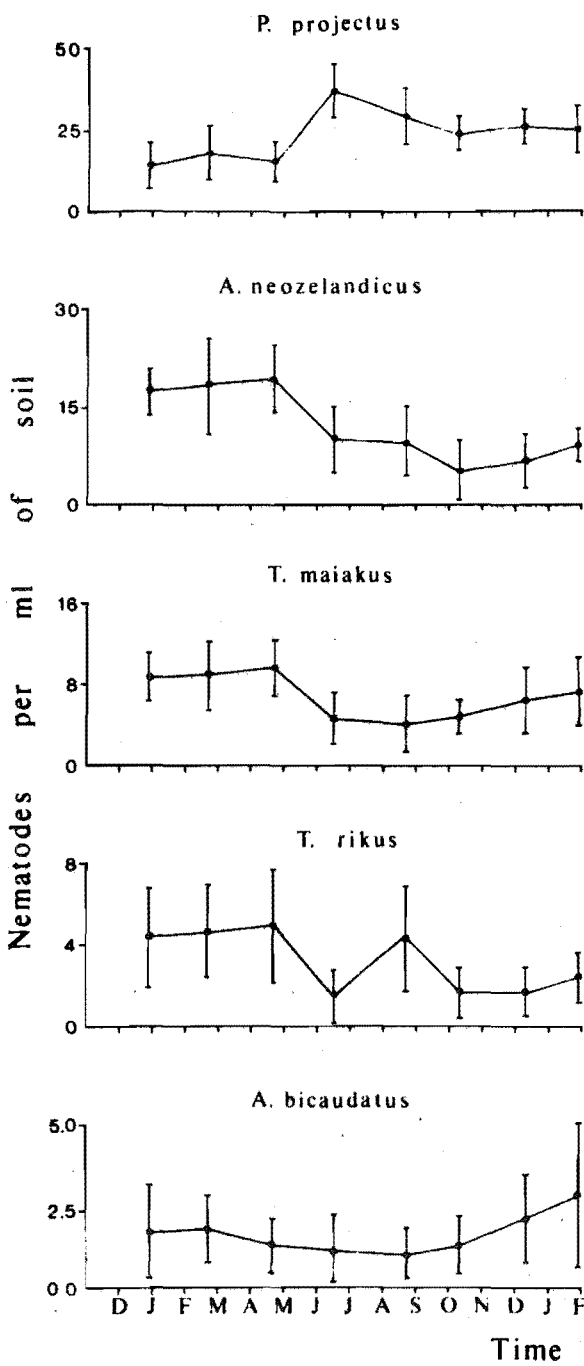 P. projectus
50
25
0
A. neozelandicus
30
15
0
T. maiakus
16
8
0
T. rikus
8
4
0
A. bicaudatus
5.0
2.5
0 0
D J F M A M J J A S O N D J F
Time
Nematodes per ml of soil